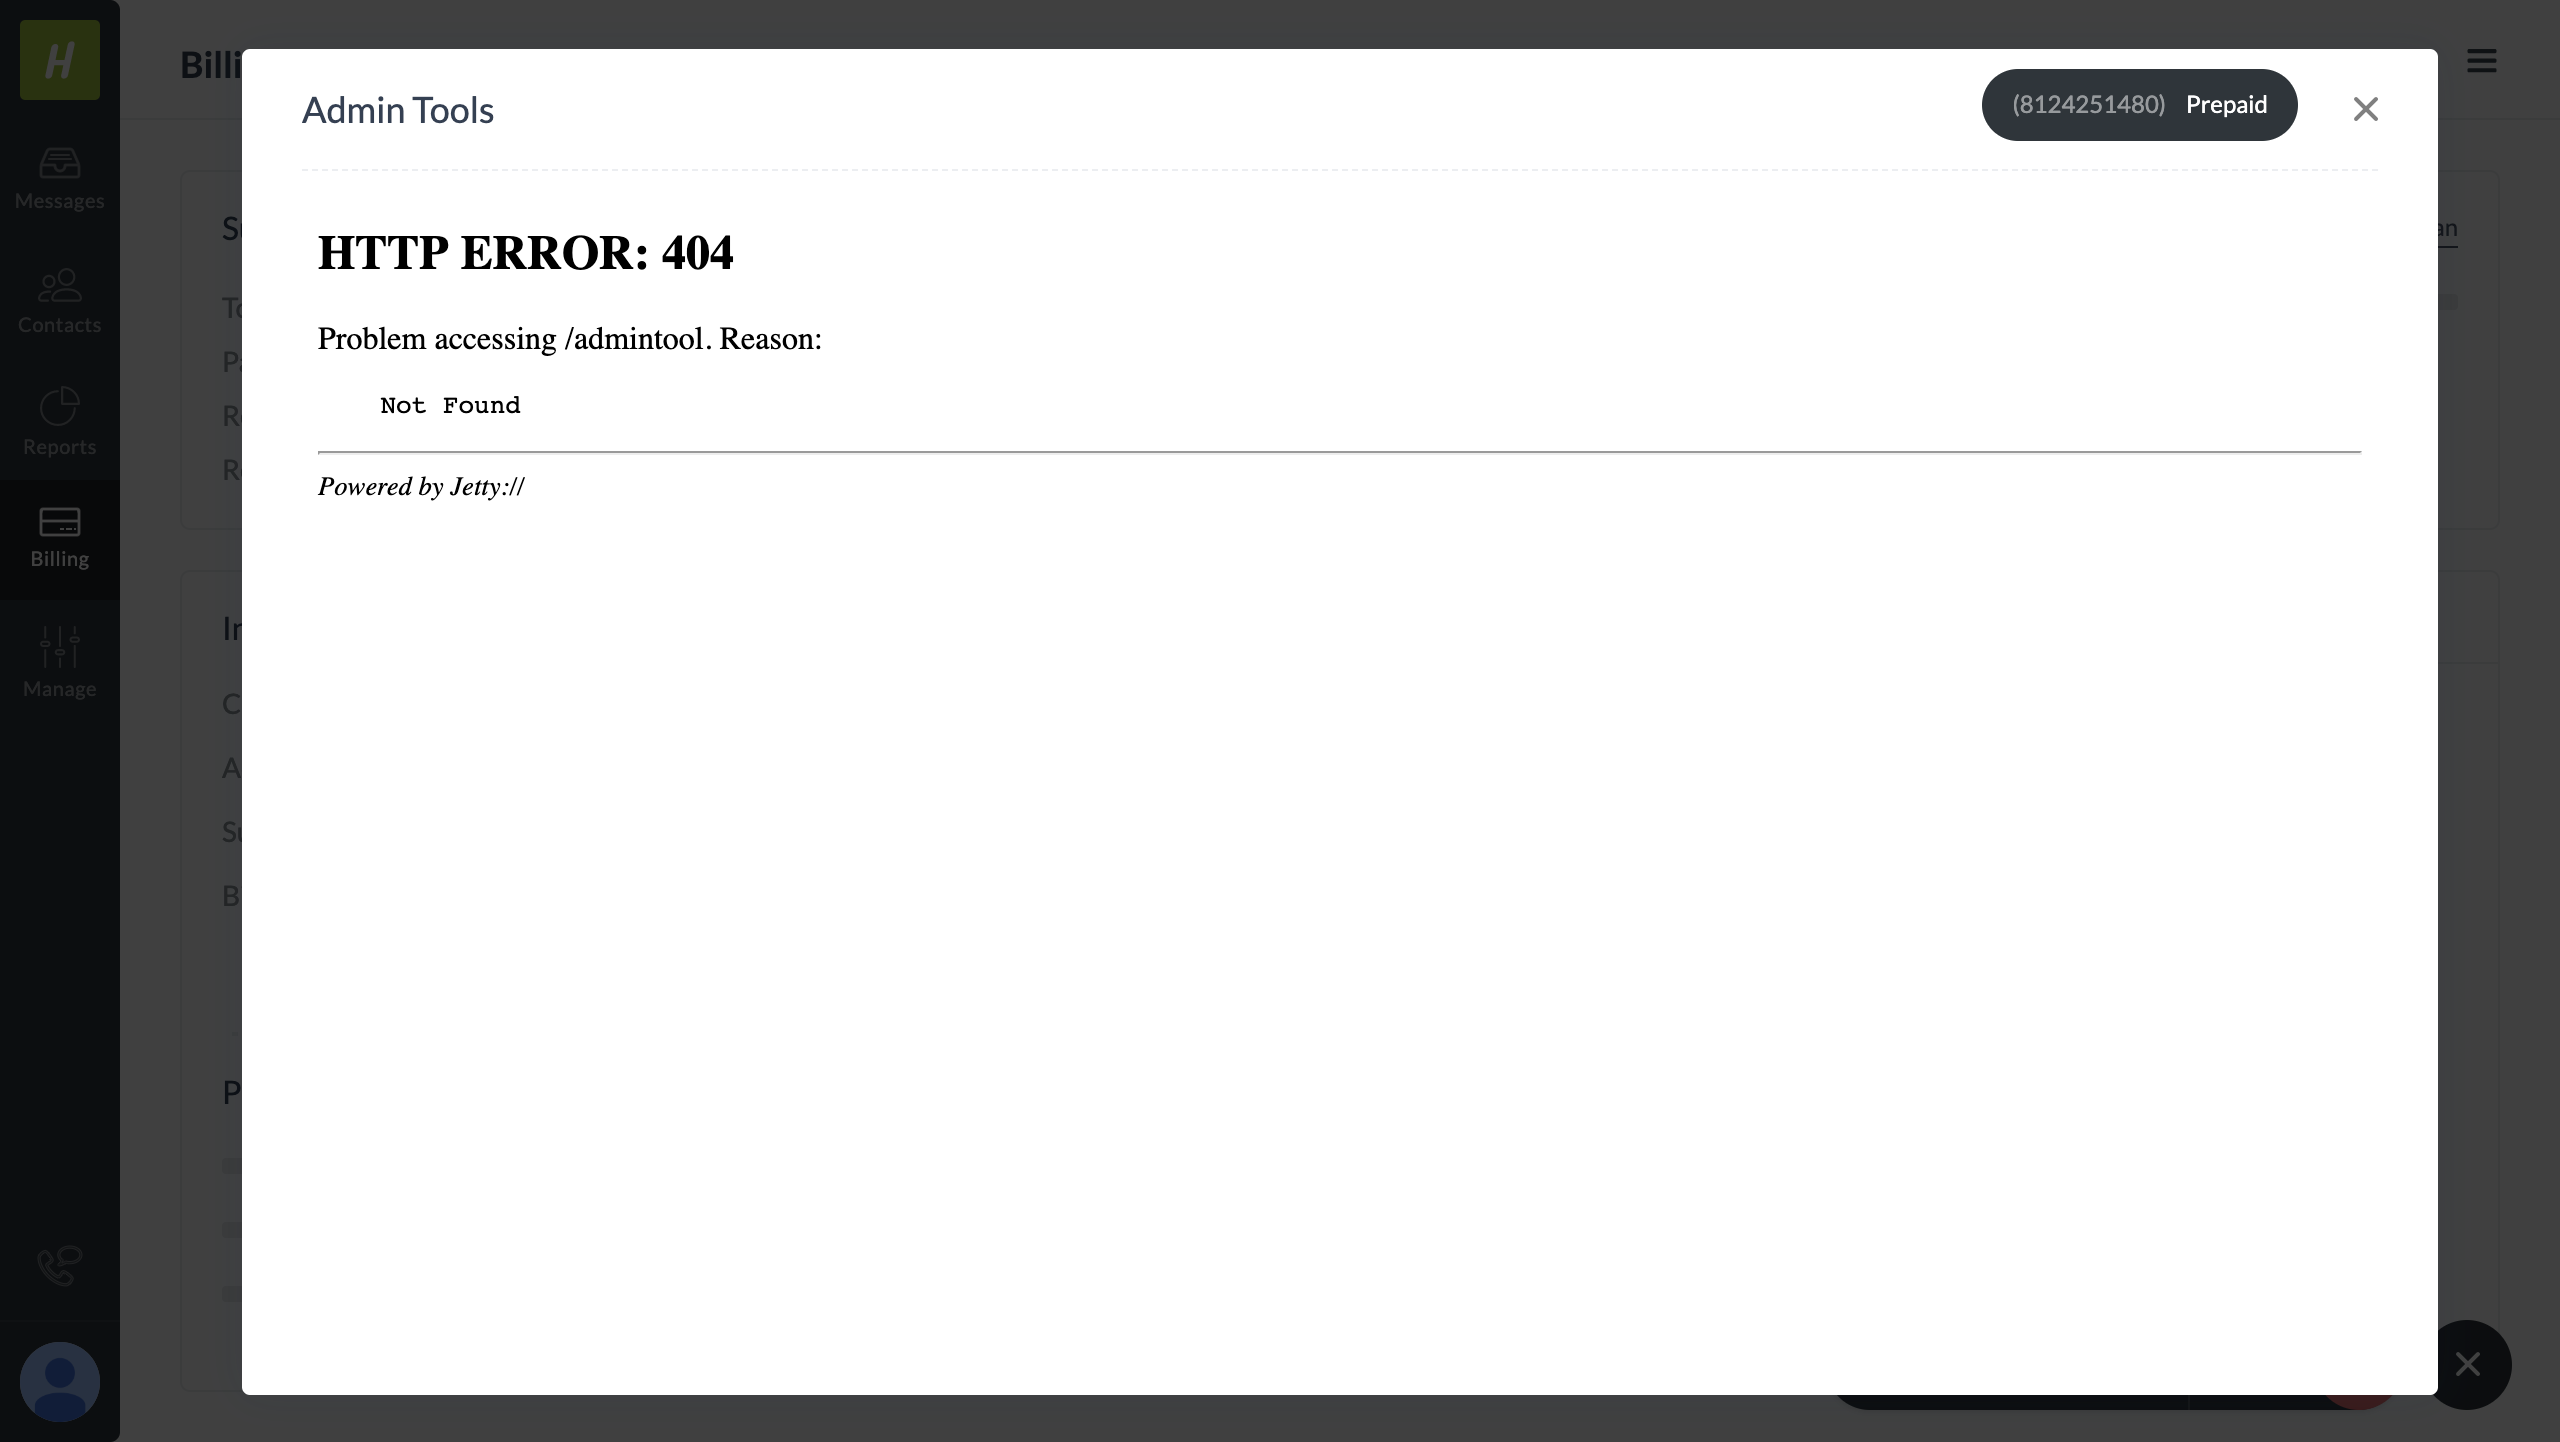 H
Messages
Contacts
Reports
Billing
Manage
Admin Tools
(8124251480) Prepaid
HTTP ERROR: 404
Problem accessing /admintool. Reason:
Not Found
Powered by Jetty://